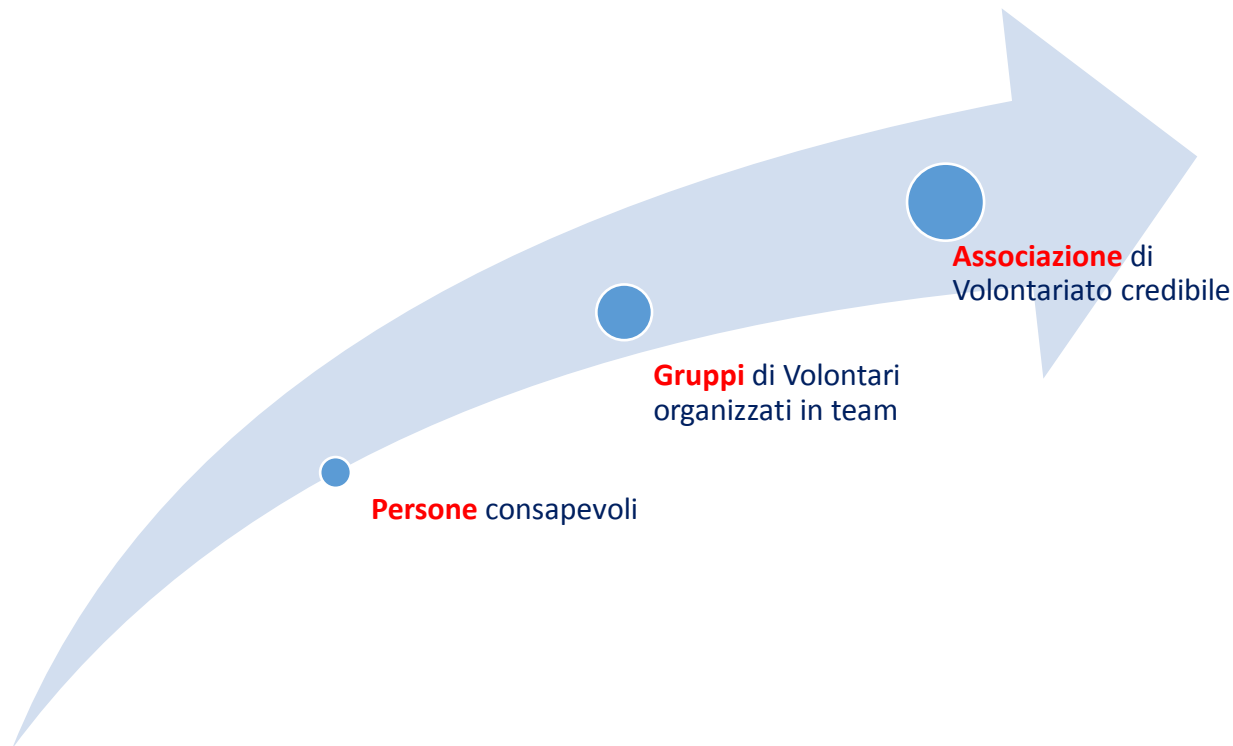 Associazione di
Volontariato credibile
Gruppi di Volontari
organizzati in team
Persone consapevoli